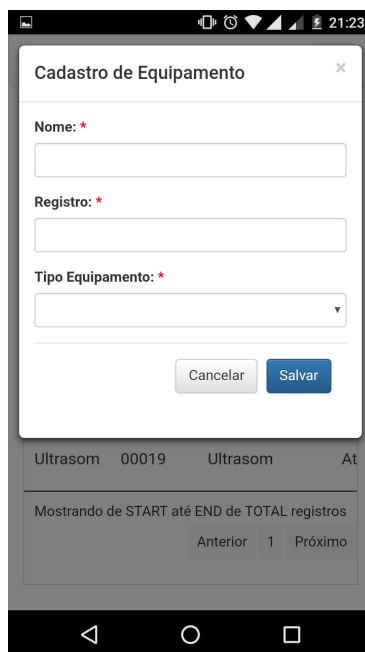 21:23
Cadastro de Equipamento ×
Nome: *
Registro: *
Tipo Equipamento: *
Cancelar Salvar
Ultrasom 00019 Ultrasom At
Mostrando de START até END de TOTAL registros
Anterior 1 Próximo